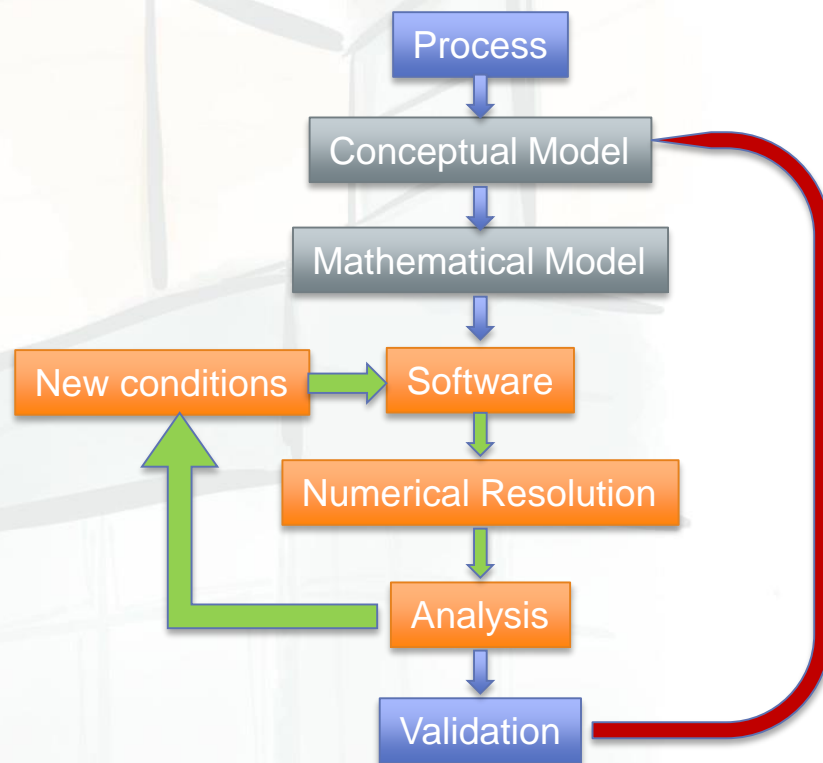 Process
Conceptual Model
Mathematical Model
New conditions
Software
Numerical Resolution
Analysis
Validation